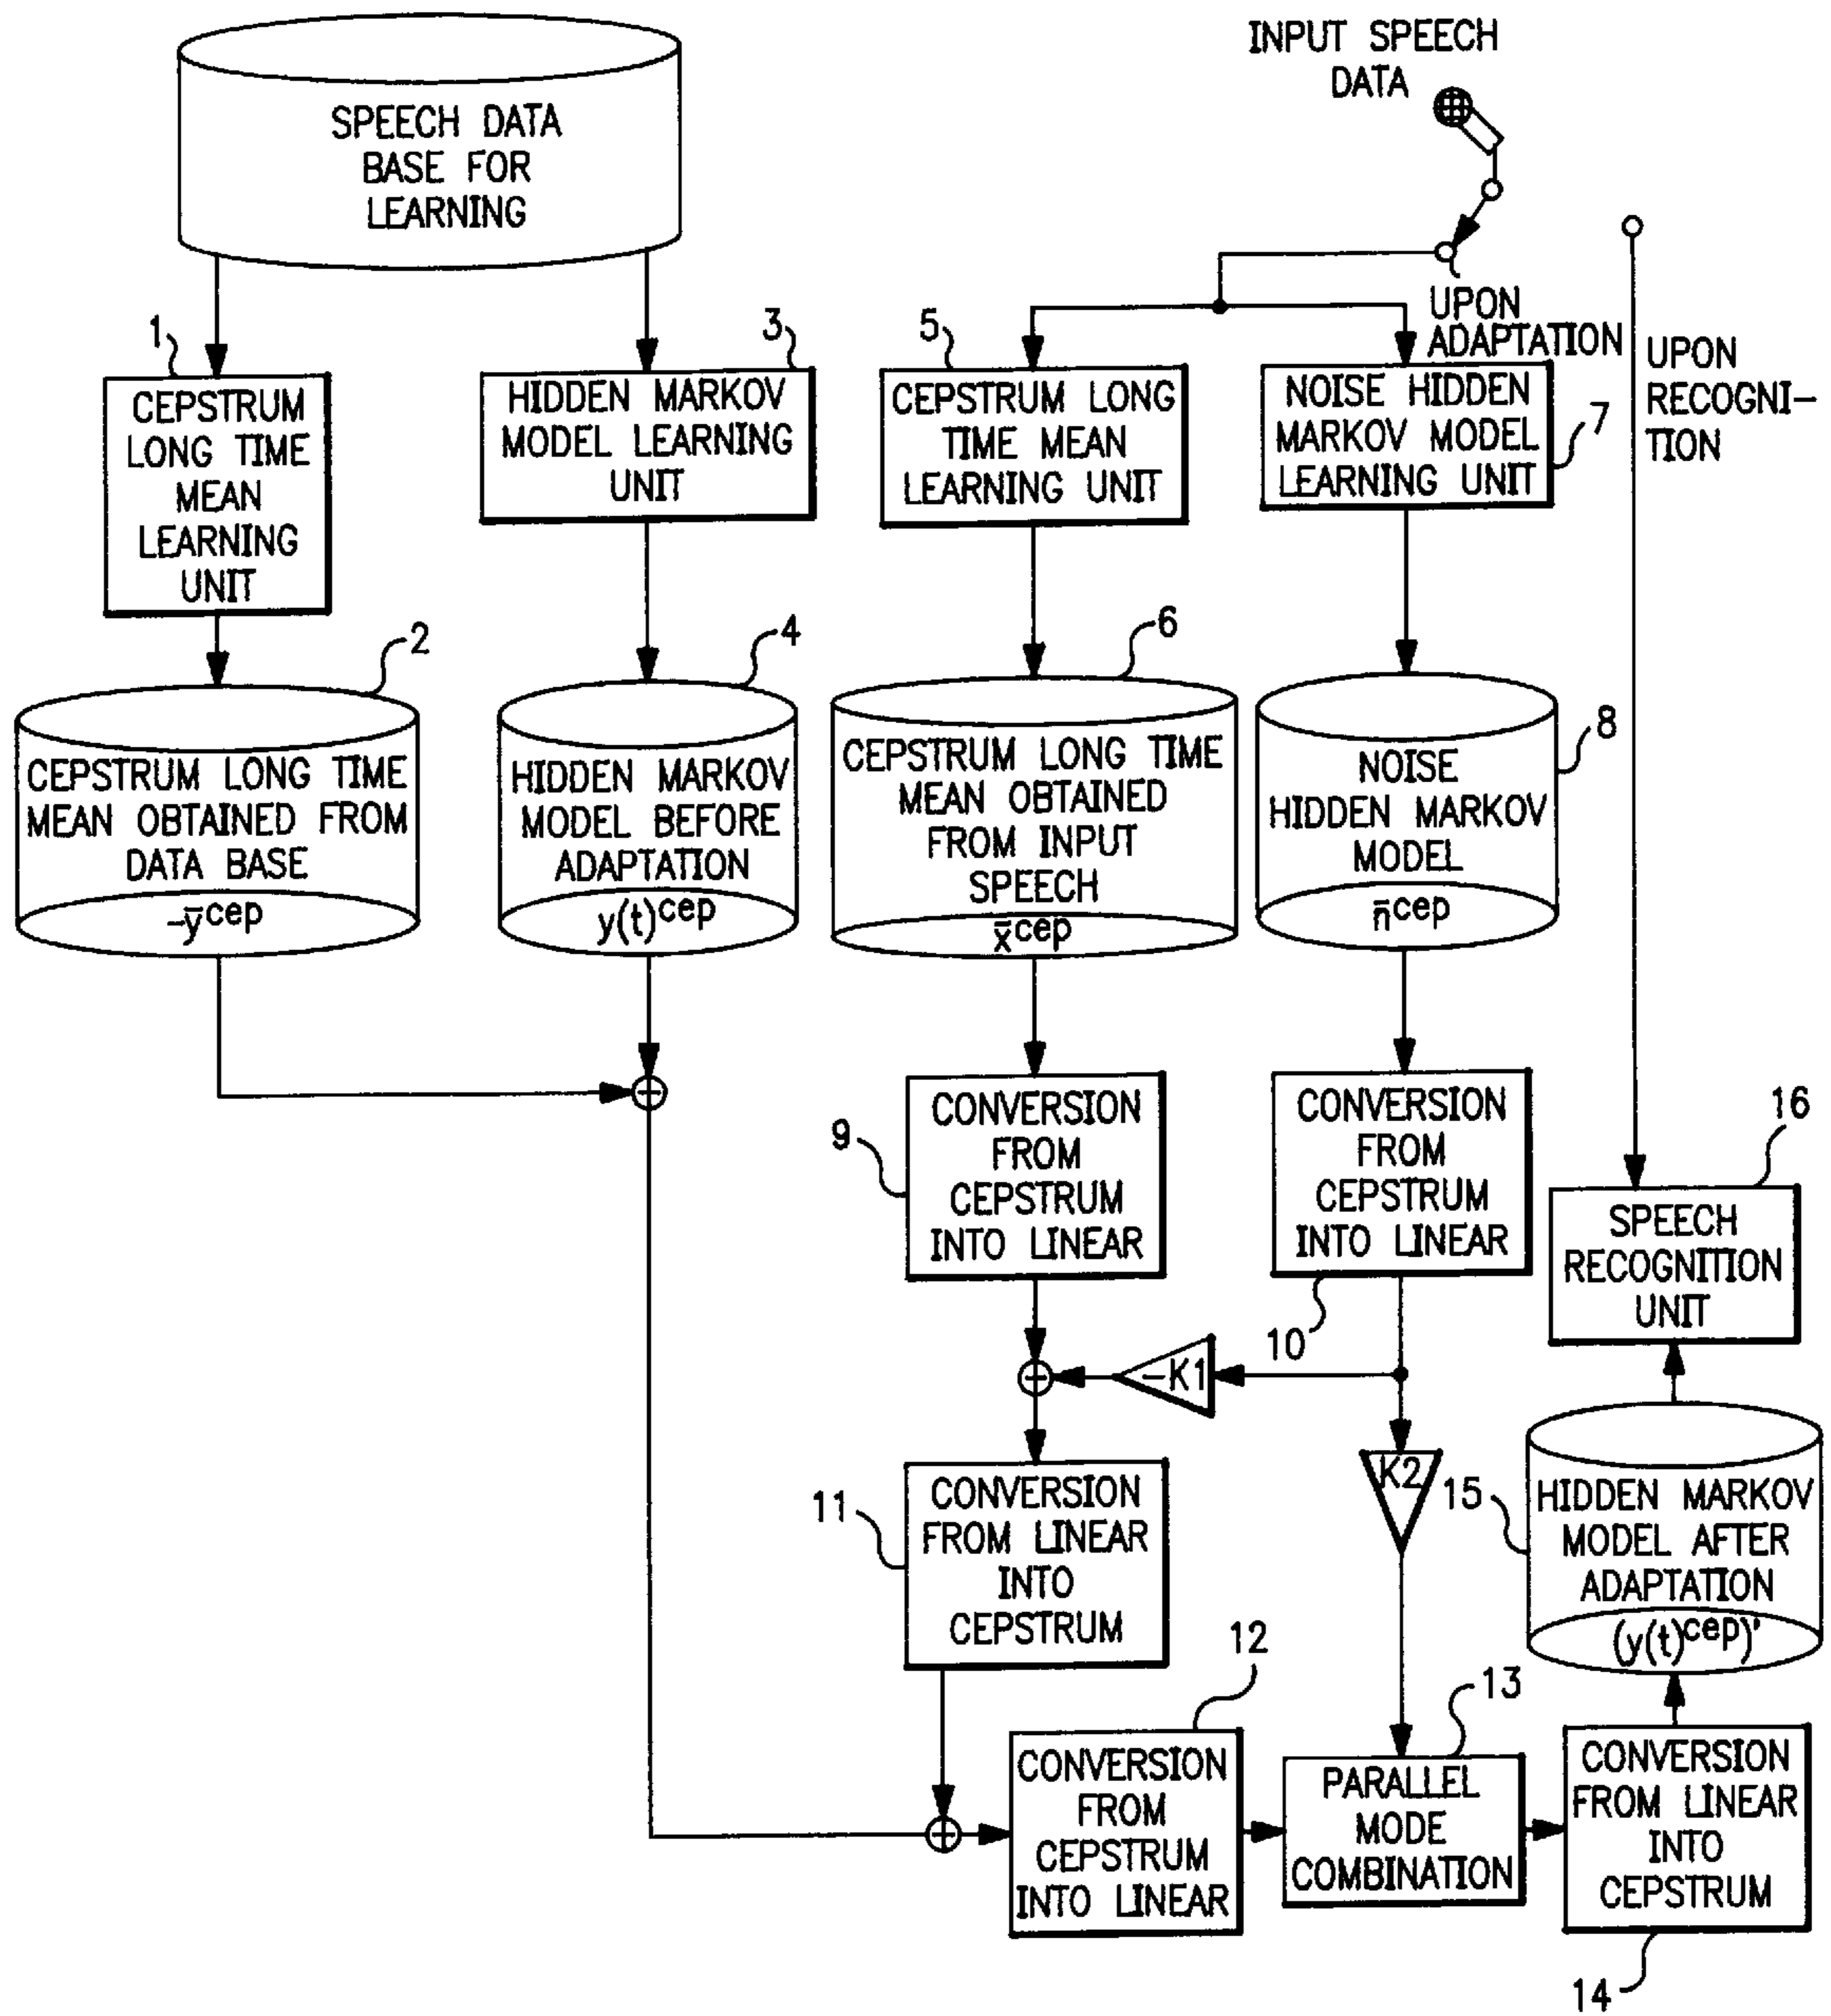 INPUT SPEECH
DATA
SPEECH DATA
BASE FOR
LEARNING
UPON
ADAPTATION
UPON
RECOGNI-
TION
1
CEPSTRUM
LONG TIME
MEAN
LEARNING
UNIT
3
HIDDEN MARKOV
MODEL LEARNING
UNIT
5
CEPSTRUM LONG
TIME MEAN
LEARNING UNIT
7
NOISE HIDDEN
MARKOV MODEL
LEARNING UNIT
2
CEPSTRUM LONG TIME
MEAN OBTAINED FROM
DATA BASE
-ȳcep
4
HIDDEN MARKOV
MODEL BEFORE
ADAPTATION
y(t)cep
6
CEPSTRUM LONG TIME
MEAN OBTAINED
FROM INPUT
SPEECH
x̄cep
8
NOISE
HIDDEN MARKOV
MODEL
n̄cep
9
CONVERSION
FROM
CEPSTRUM
INTO LINEAR
10
CONVERSION
FROM
CEPSTRUM
INTO LINEAR
16
SPEECH
RECOGNITION
UNIT
-K1
K2
11
CONVERSION
FROM LINEAR
INTO
CEPSTRUM
15
HIDDEN MARKOV
MODEL AFTER
ADAPTATION
(y(t)cep)'
12
CONVERSION
FROM
CEPSTRUM
INTO LINEAR
13
PARALLEL
MODE
COMBINATION
CONVERSION
FROM LINEAR
INTO
CEPSTRUM
14